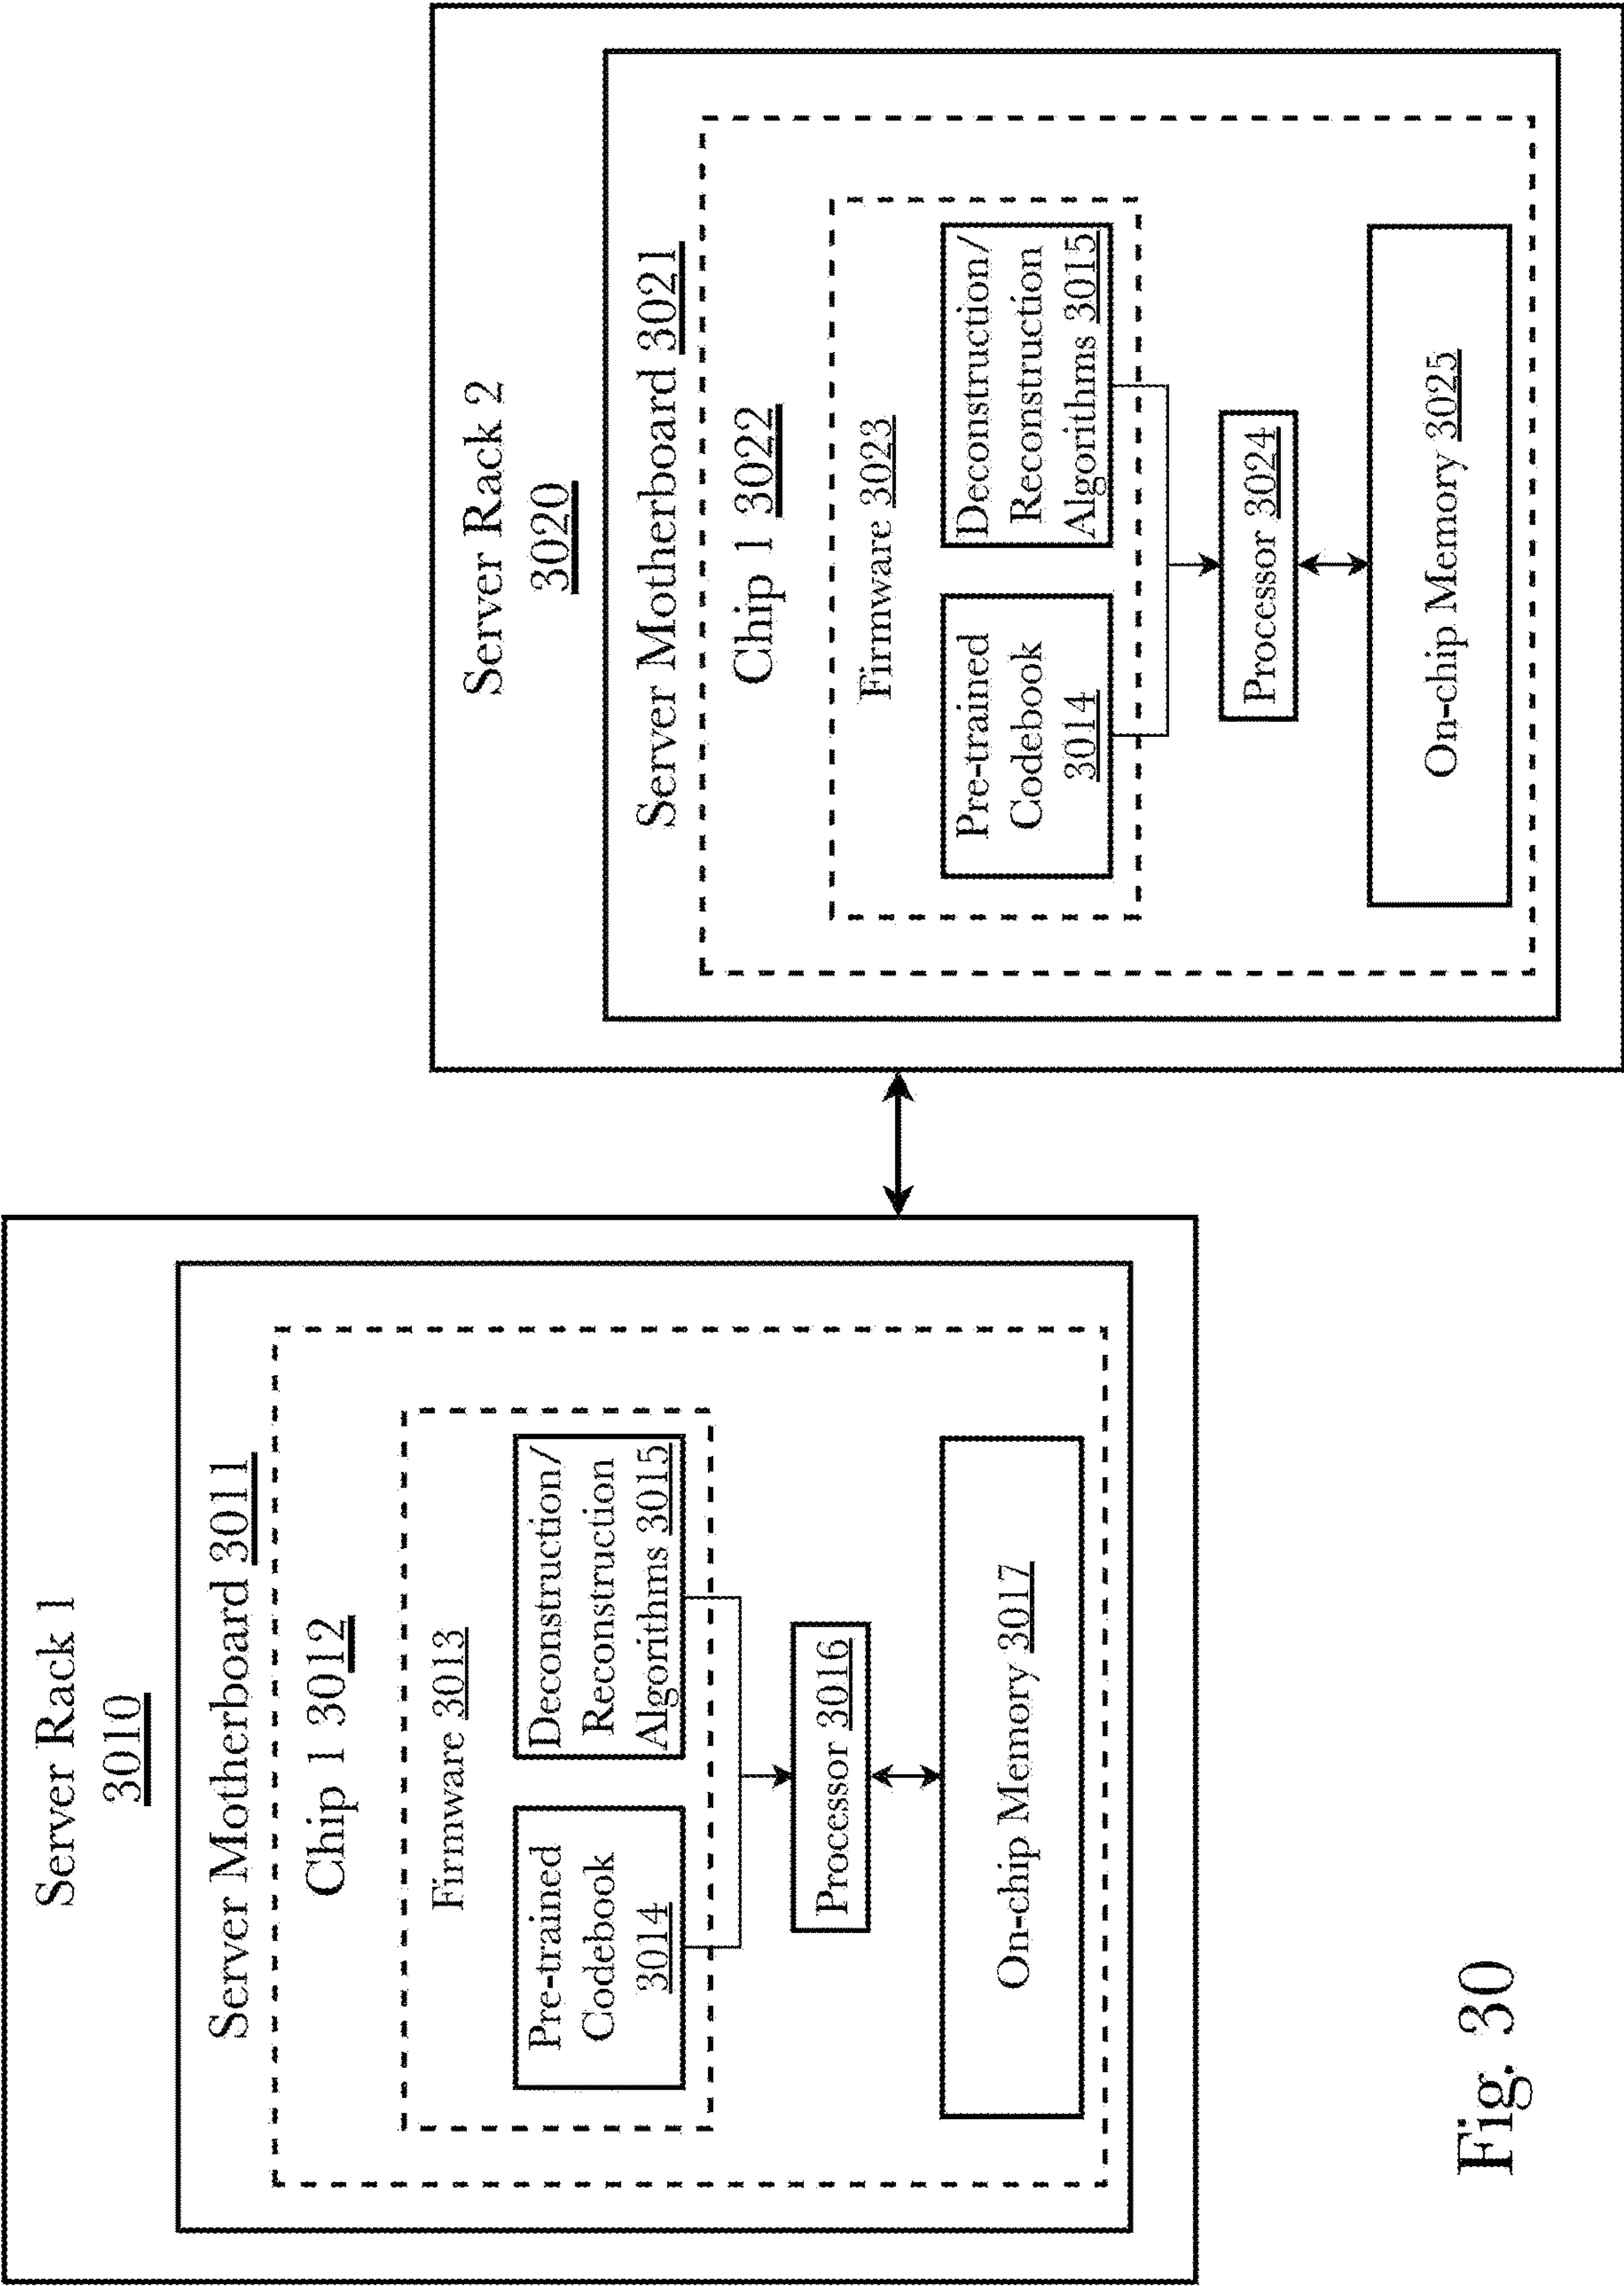 Server Rack 1
3010
Server Motherboard 3011
Chip 1 3012
Firmware 3013
Pre-trained
Codebook
3014
Deconstruction/
Reconstruction
Algorithms 3015
Processor 3016
On-chip Memory 3017
Server Rack 2
3020
Server Motherboard 3021
Chip 1 3022
Firmware 3023
Pre-trained
Codebook
3014
Deconstruction/
Reconstruction
Algorithms 3015
Processor 3024
On-chip Memory 3025
Fig. 30